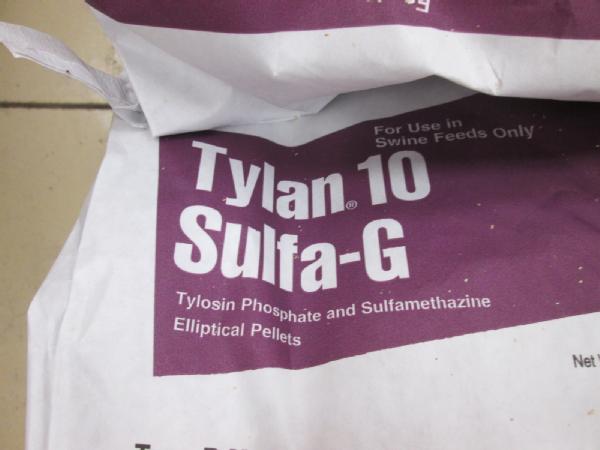 For Use in
Swine Feeds Only
Tylan® 10
Sulfa-G
Tylosin Phosphate and Sulfamethazine
Elliptical Pellets
Net